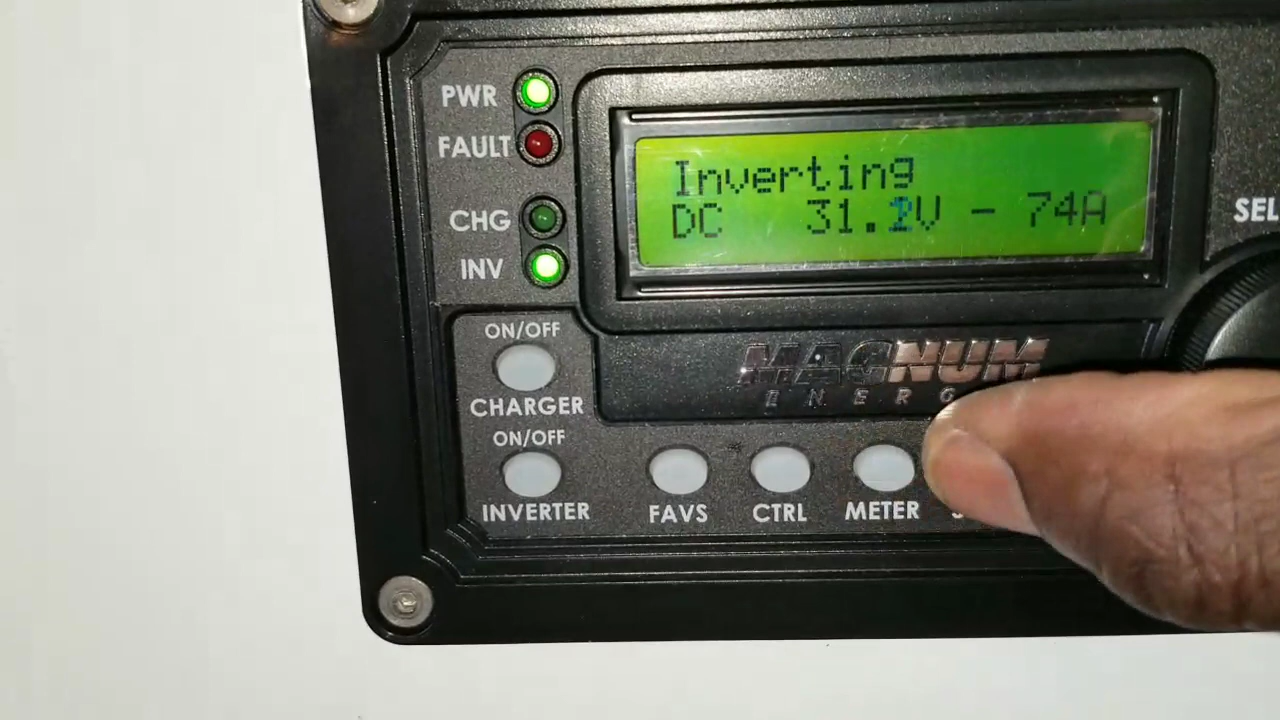 PWR
FAULT
CHG
INV
Inverting
DC 31.2V - 74A
SEL
ON/OFF
CHARGER
ON/OFF
INVERTER
MAGNUM
ENERG
FAVS
CTRL
METER